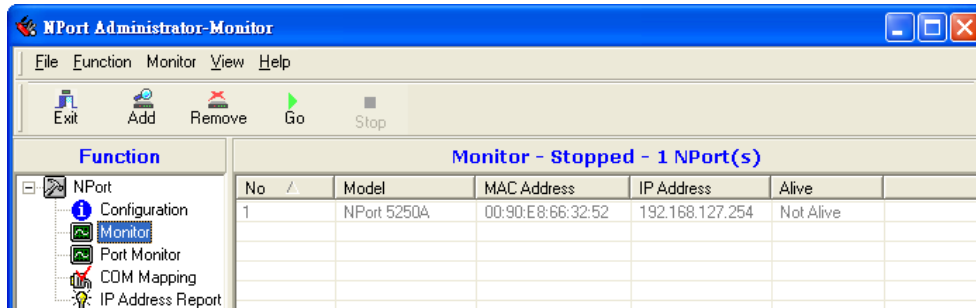 NPort Administrator-Monitor
File Function Monitor View Help
Exit Add Remove Go Stop
Function
Monitor - Stopped - 1 NPort(s)
NPort
Configuration
Monitor
Port Monitor
COM Mapping
IP Address Report
No Model MAC Address IP Address Alive
1 NPort 5250A 00:90:E8:66:32:52 192.168.127.254 Not Alive